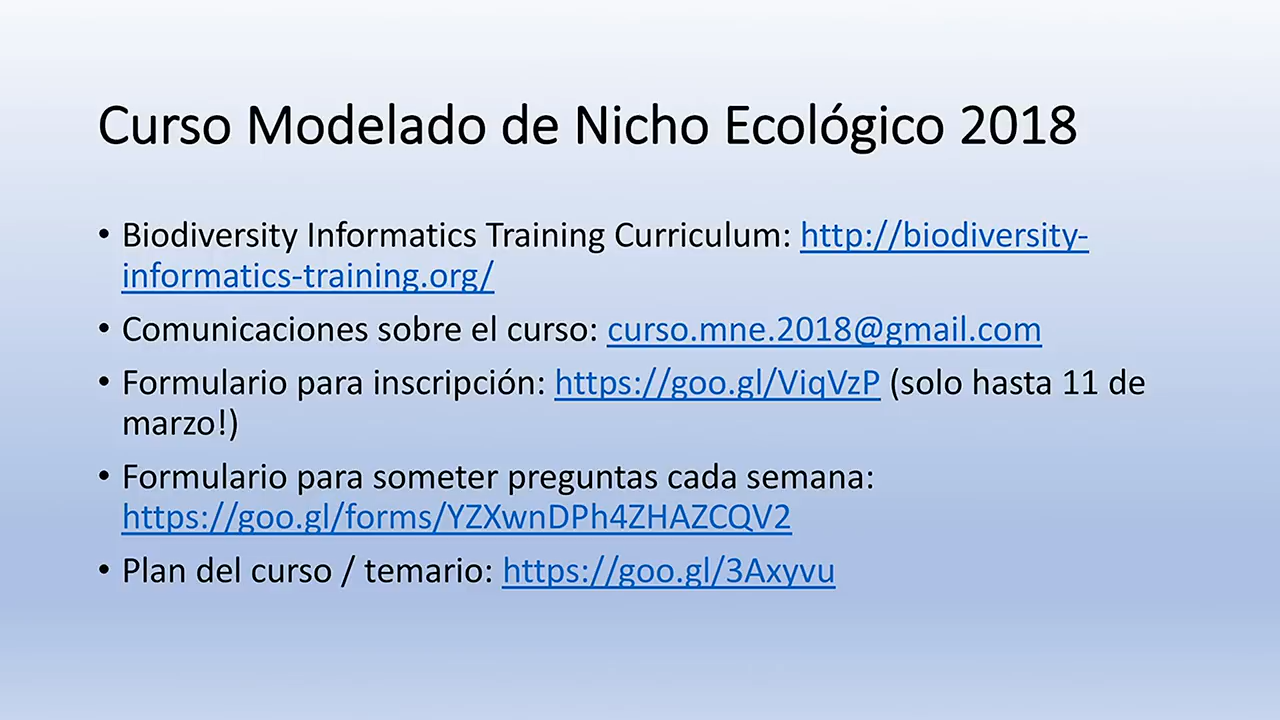 Curso Modelado de Nicho Ecológico 2018
• Biodiversity Informatics Training Curriculum: http://biodiversity-
informatics-training.org/
• Comunicaciones sobre el curso: curso.mne.2018@gmail.com
• Formulario para inscripción: https://goo.gl/ViqVzP (solo hasta 11 de
marzo!)
• Formulario para someter preguntas cada semana:
https://goo.gl/forms/YZXwnDPh4ZHAZCQV2
• Plan del curso / temario: https://goo.gl/3Axyvu